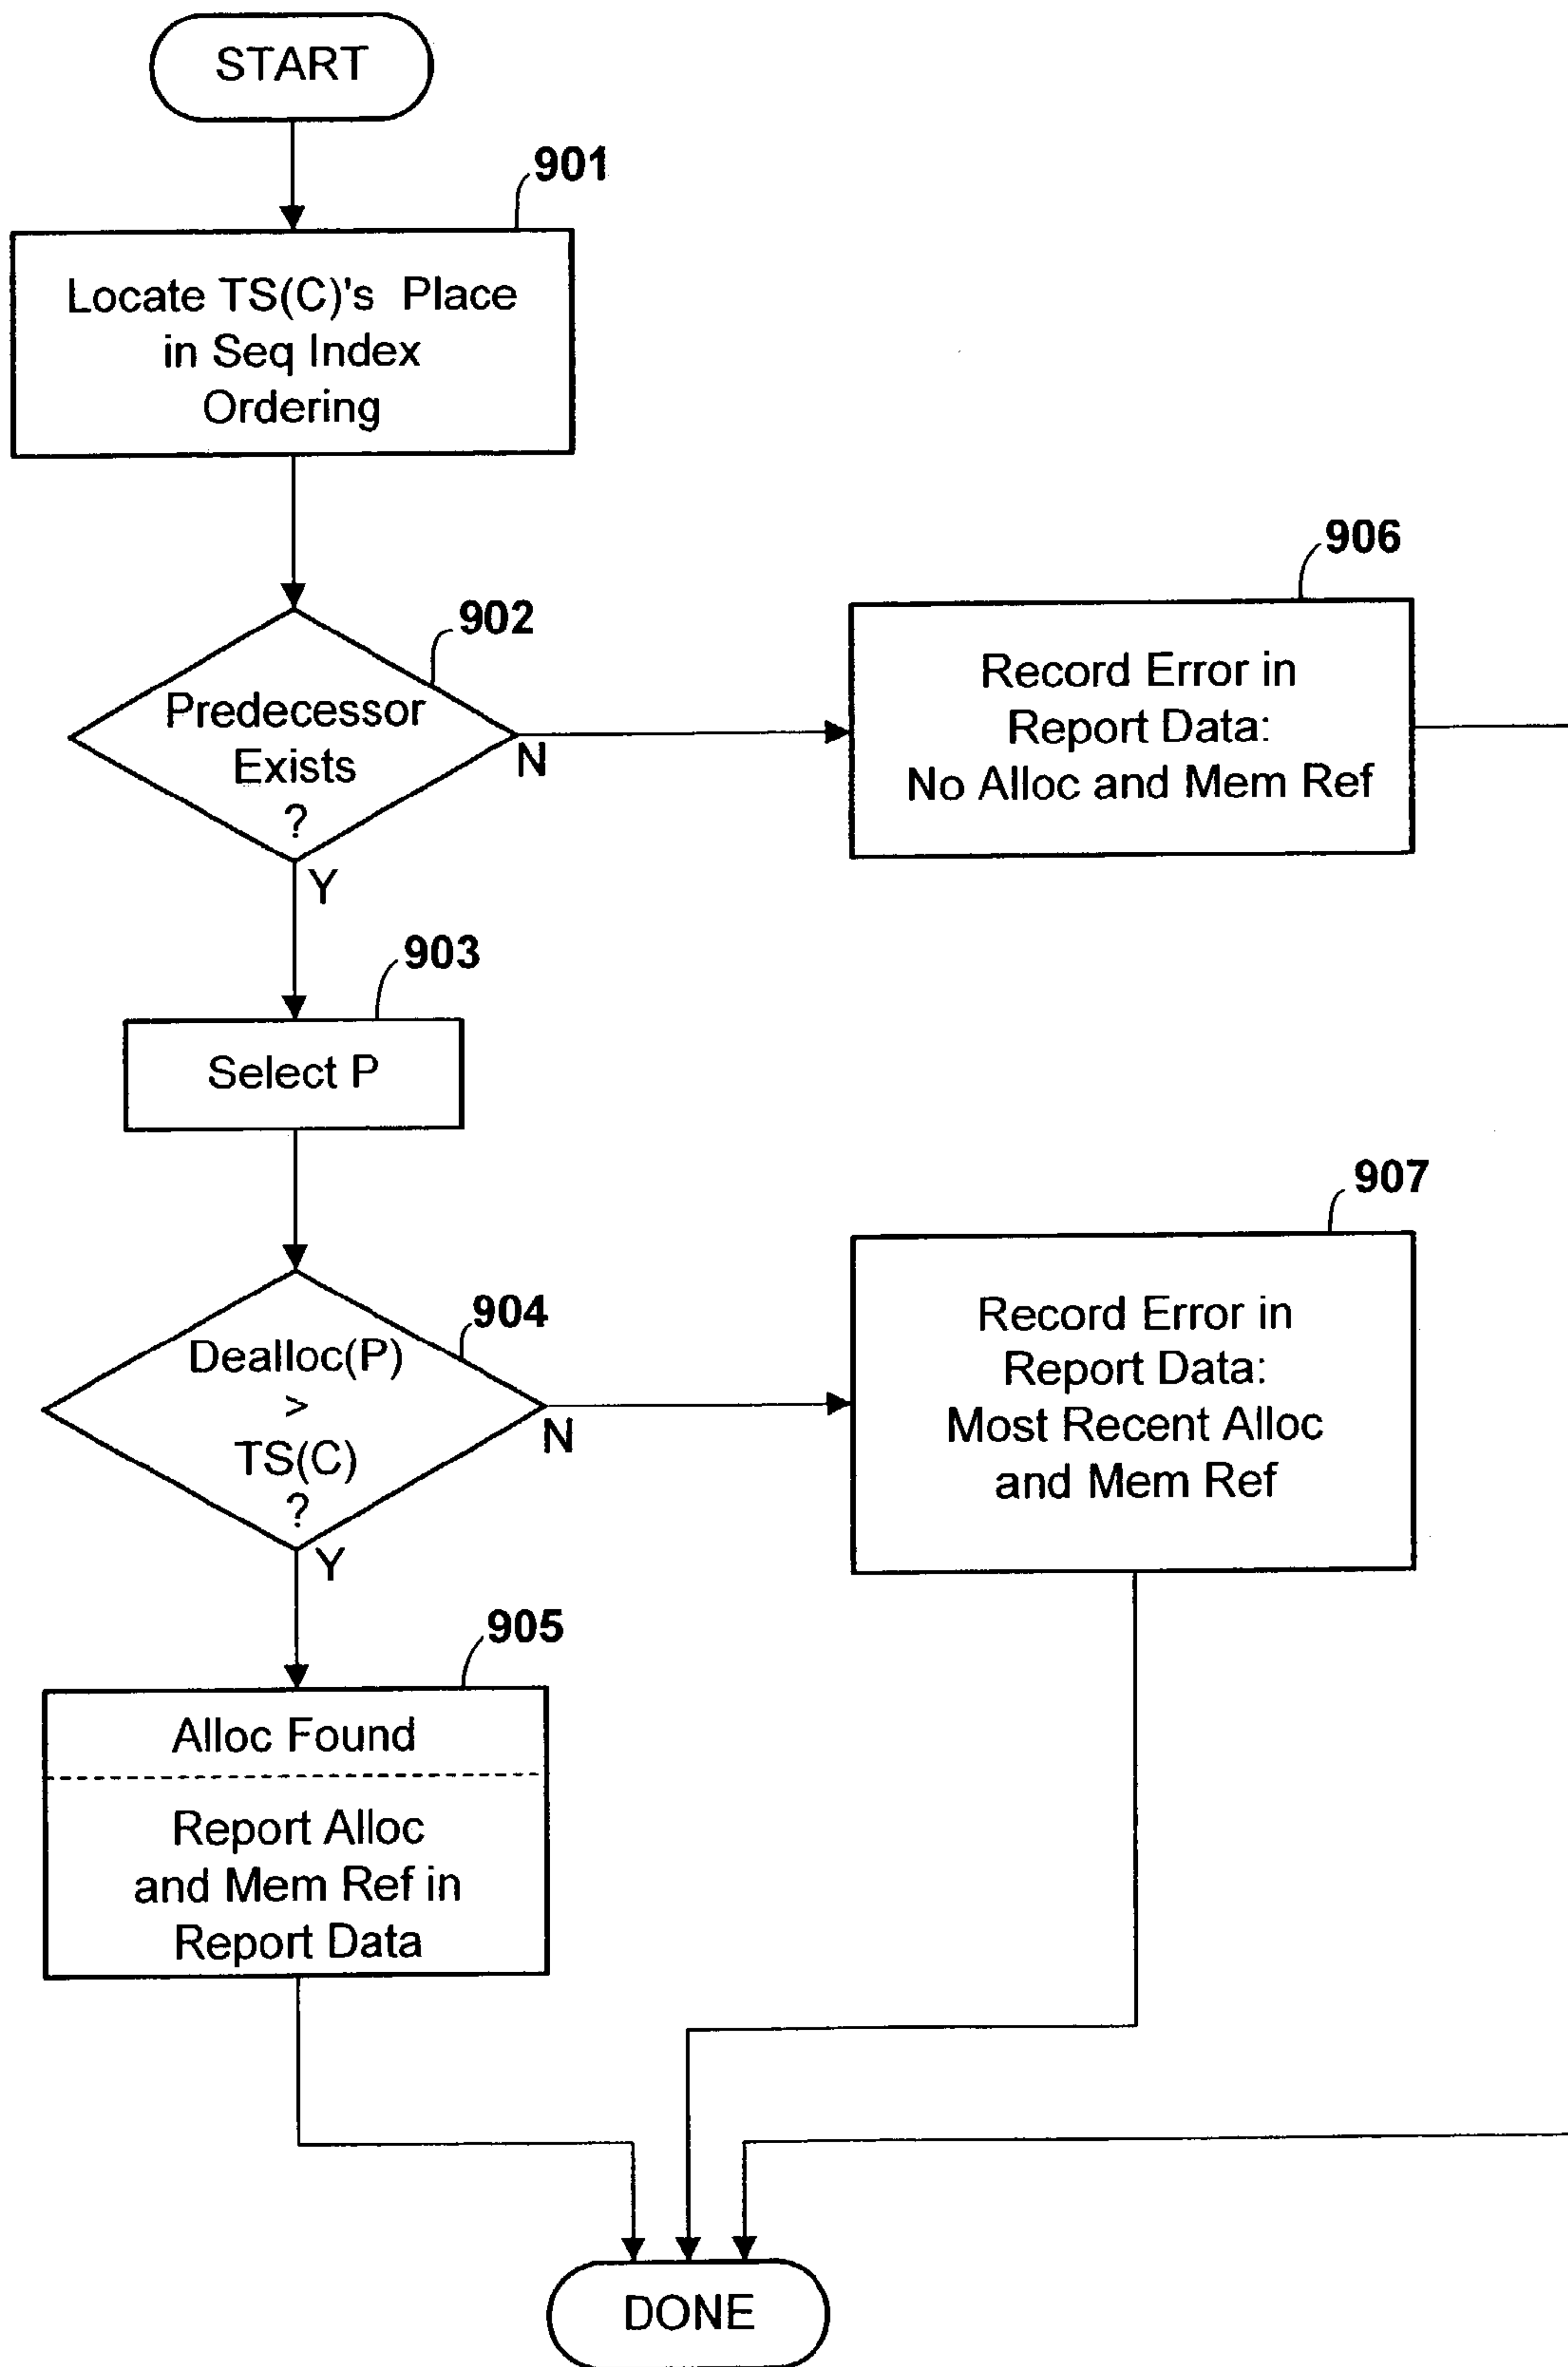 START
901
Locate TS(C)'s Place
in Seq Index
Ordering
902
Predecessor
Exists
?
N
Y
906
Record Error in
Report Data:
No Alloc and Mem Ref
903
Select P
904
Dealloc(P)
>
TS(C)
?
N
Y
907
Record Error in
Report Data:
Most Recent Alloc
and Mem Ref
905
Alloc Found
Report Alloc
and Mem Ref in
Report Data
DONE